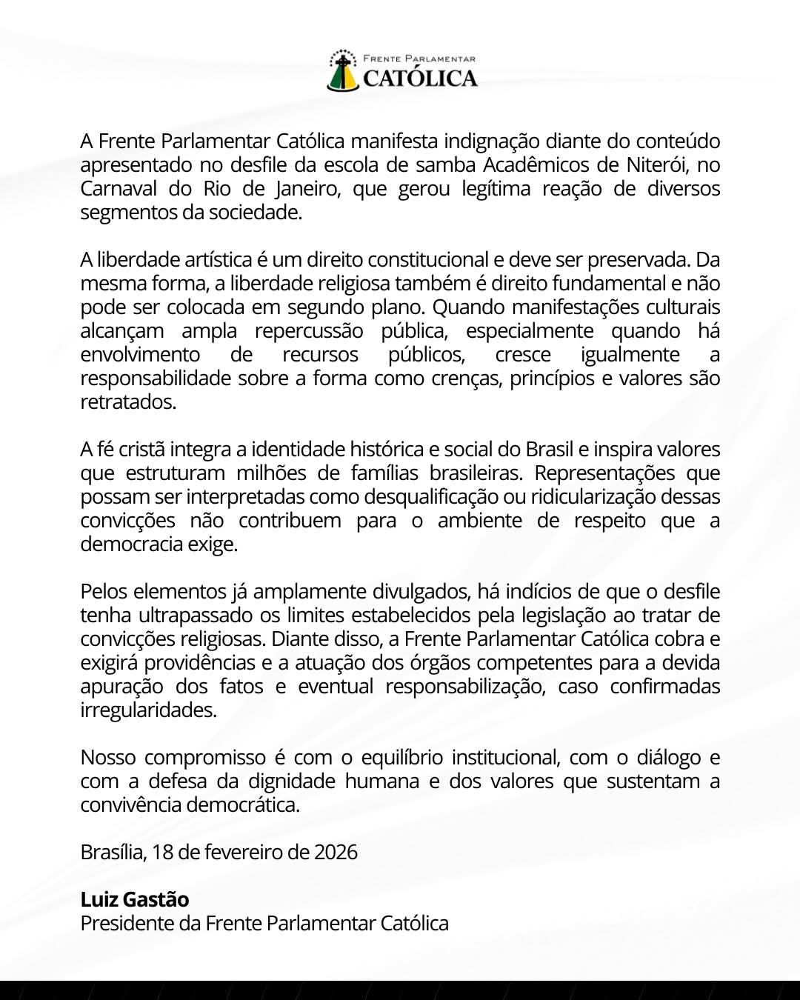 FRENTE PARLAMENTAR
CATÓLICA
A Frente Parlamentar Católica manifesta indignação diante do conteúdo
apresentado no desfile da escola de samba Acadêmicos de Niterói, no
Carnaval do Rio de Janeiro, que gerou legítima reação de diversos
segmentos da sociedade.
A liberdade artística é um direito constitucional e deve ser preservada. Da
mesma forma, a liberdade religiosa também é direito fundamental e não
pode ser colocada em segundo plano. Quando manifestações culturais
alcançam ampla repercussão pública, especialmente quando há
envolvimento de recursos públicos, cresce igualmente a
responsabilidade sobre a forma como crenças, princípios e valores são
retratados.
A fé cristã integra a identidade histórica e social do Brasil e inspira valores
que estruturam milhões de famílias brasileiras. Representações que
possam ser interpretadas como desqualificação ou ridicularização dessas
convicções não contribuem para o ambiente de respeito que a
democracia exige.
Pelos elementos já amplamente divulgados, há indícios de que o desfile
tenha ultrapassado os limites estabelecidos pela legislação ao tratar de
convicções religiosas. Diante disso, a Frente Parlamentar Católica cobra e
exigirá providências e a atuação dos órgãos competentes para a devida
apuração dos fatos e eventual responsabilização, caso confirmadas
irregularidades.
Nosso compromisso é com o equilíbrio institucional, com o diálogo e
com a defesa da dignidade humana e dos valores que sustentam a
convivência democrática.
Brasília, 18 de fevereiro de 2026
Luiz Gastão
Presidente da Frente Parlamentar Católica